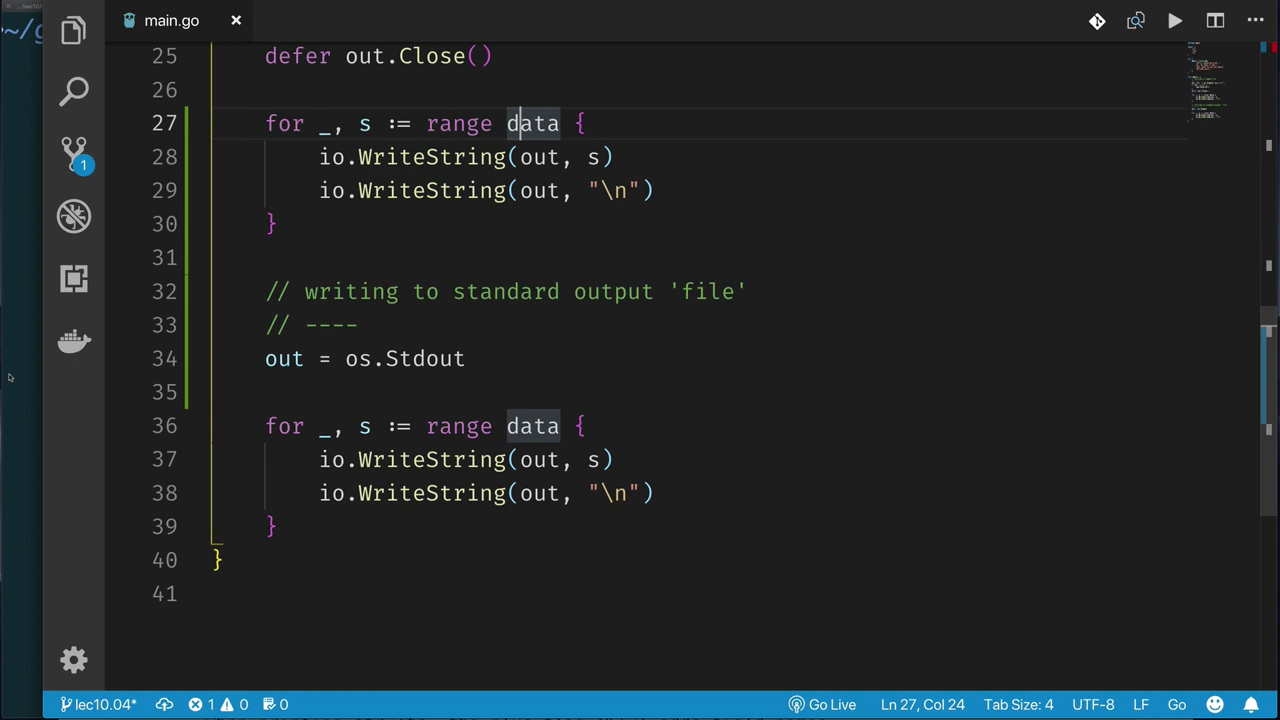 main.go
25 defer out.Close()
26
27 for _, s := range data {
28 io.WriteString(out, s)
29 io.WriteString(out, "\n")
30 }
31
32 // writing to standard output 'file'
33 // ----
34 out = os.Stdout
35
36 for _, s := range data {
37 io.WriteString(out, s)
38 io.WriteString(out, "\n")
39 }
40 }
41
1
lec10.04* 1 0 0 Go Live Ln 27, Col 24 Tab Size: 4 UTF-8 LF Go